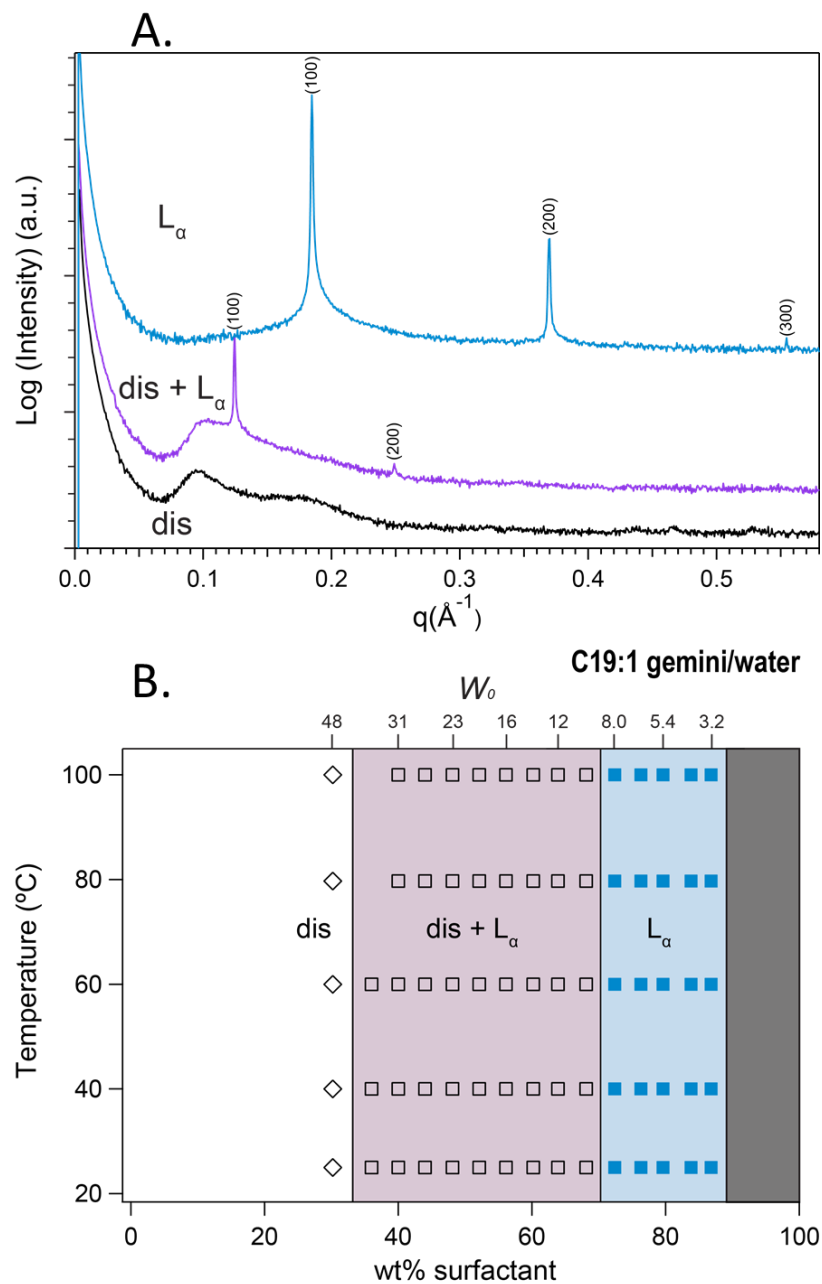 A.
(100)
(200)
(300)
Lα
(100)
(200)
dis + Lα
dis
Log (Intensity) (a.u.)
0.0 0.1 0.2 0.3 0.4 0.5
q(Å⁻¹)
B.
C19:1 gemini/water
W₀
48 31 23 16 12 8.0 5.4 3.2
100
80
60
40
20
Temperature (ºC)
dis dis + Lα Lα
0 20 40 60 80 100
wt% surfactant